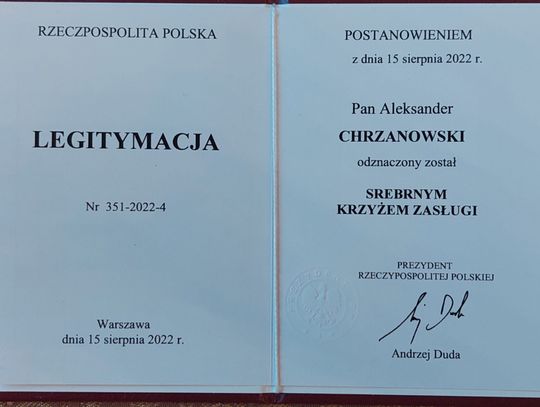 RZECZPOSPOLITA POLSKA
LEGITYMACJA
Nr 351-2022-4
Warszawa
dnia 15 sierpnia 2022 r.
POSTANOWIENIEM
z dnia 15 sierpnia 2022 r.
Pan Aleksander
CHRZANOWSKI
odznaczony został
SREBRNYM
KRZYŻEM ZASŁUGI
PREZYDENT
RZECZYPOSPOLITEJ POLSKIEJ
Andrzej Duda